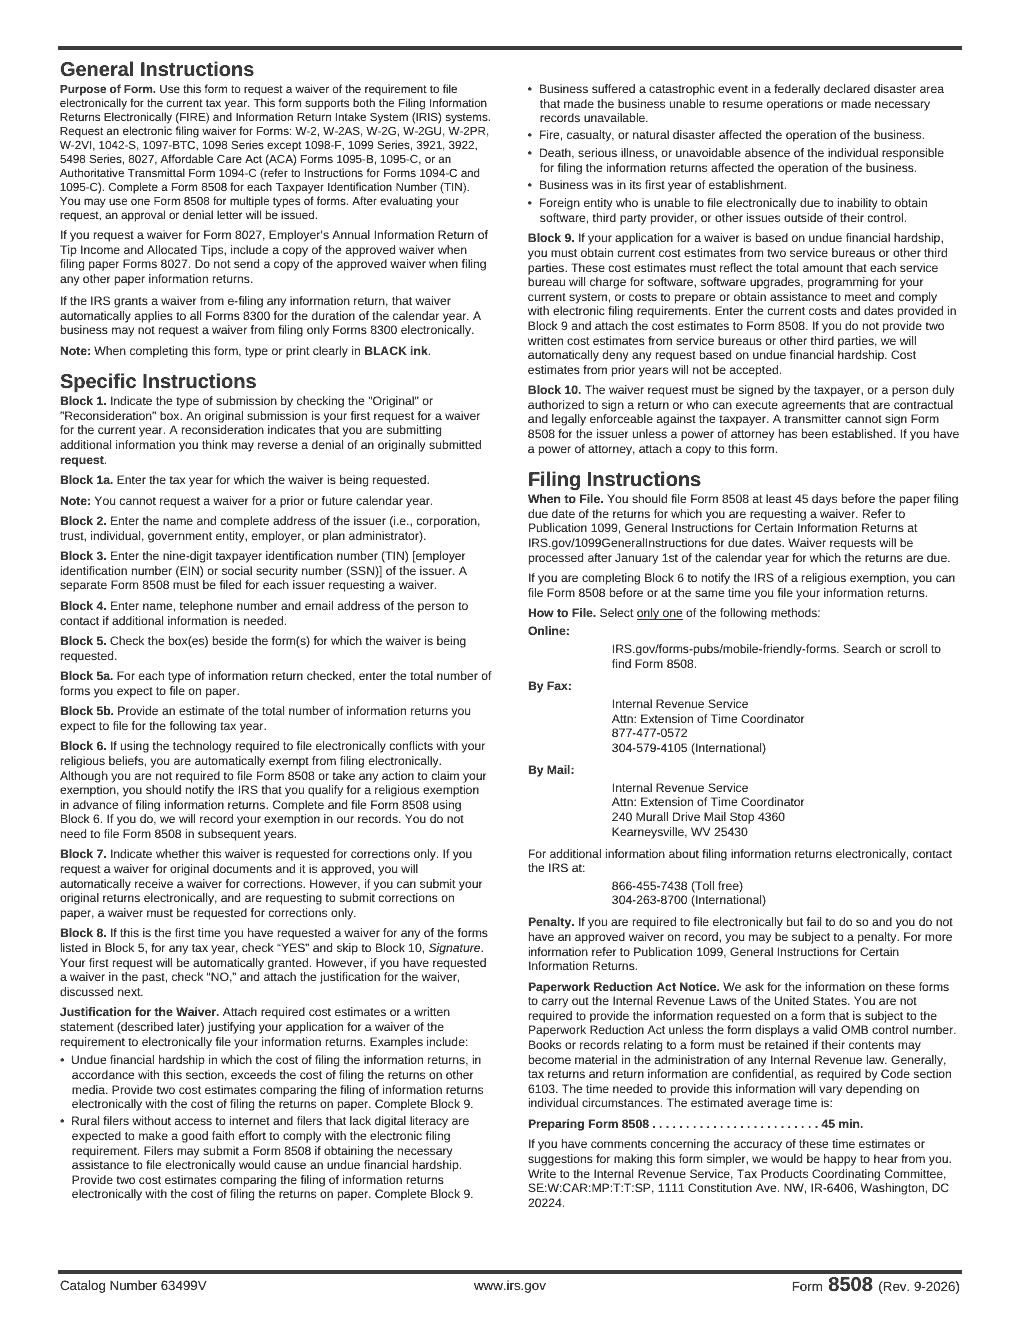 General Instructions
Purpose of Form. Use this form to request a waiver of the requirement to file
electronically for the current tax year. This form supports both the Filing Information
Returns Electronically (FIRE) and Information Return Intake System (IRIS) systems.
Request an electronic filing waiver for Forms: W-2, W-2AS, W-2G, W-2GU, W-2PR,
W-2VI, 1042-S, 1097-BTC, 1098 Series except 1098-F, 1099 Series, 3921, 3922,
5498 Series, 8027, Affordable Care Act (ACA) Forms 1095-B, 1095-C, or an
Authoritative Transmittal Form 1094-C (refer to Instructions for Forms 1094-C and
1095-C). Complete a Form 8508 for each Taxpayer Identification Number (TIN).
You may use one Form 8508 for multiple types of forms. After evaluating your
request, an approval or denial letter will be issued.
If you request a waiver for Form 8027, Employer's Annual Information Return of
Tip Income and Allocated Tips, include a copy of the approved waiver when
filing paper Forms 8027. Do not send a copy of the approved waiver when filing
any other paper information returns.
If the IRS grants a waiver from e-filing any information return, that waiver
automatically applies to all Forms 8300 for the duration of the calendar year. A
business may not request a waiver from filing only Forms 8300 electronically.
Note: When completing this form, type or print clearly in BLACK ink.
Specific Instructions
Block 1. Indicate the type of submission by checking the "Original" or
"Reconsideration" box. An original submission is your first request for a waiver
for the current year. A reconsideration indicates that you are submitting
additional information you think may reverse a denial of an originally submitted
request.
Block 1a. Enter the tax year for which the waiver is being requested.
Note: You cannot request a waiver for a prior or future calendar year.
Block 2. Enter the name and complete address of the issuer (i.e., corporation,
trust, individual, government entity, employer, or plan administrator).
Block 3. Enter the nine-digit taxpayer identification number (TIN) [employer
identification number (EIN) or social security number (SSN)] of the issuer. A
separate Form 8508 must be filed for each issuer requesting a waiver.
Block 4. Enter name, telephone number and email address of the person to
contact if additional information is needed.
Block 5. Check the box(es) beside the form(s) for which the waiver is being
requested.
Block 5a. For each type of information return checked, enter the total number of
forms you expect to file on paper.
Block 5b. Provide an estimate of the total number of information returns you
expect to file for the following tax year.
Block 6. If using the technology required to file electronically conflicts with your
religious beliefs, you are automatically exempt from filing electronically.
Although you are not required to file Form 8508 or take any action to claim your
exemption, you should notify the IRS that you qualify for a religious exemption
in advance of filing information returns. Complete and file Form 8508 using
Block 6. If you do, we will record your exemption in our records. You do not
need to file Form 8508 in subsequent years.
Block 7. Indicate whether this waiver is requested for corrections only. If you
request a waiver for original documents and it is approved, you will
automatically receive a waiver for corrections. However, if you can submit your
original returns electronically, and are requesting to submit corrections on
paper, a waiver must be requested for corrections only.
Block 8. If this is the first time you have requested a waiver for any of the forms
listed in Block 5, for any tax year, check “YES” and skip to Block 10, Signature.
Your first request will be automatically granted. However, if you have requested
a waiver in the past, check “NO,” and attach the justification for the waiver,
discussed next.
Justification for the Waiver. Attach required cost estimates or a written
statement (described later) justifying your application for a waiver of the
requirement to electronically file your information returns. Examples include:
• Undue financial hardship in which the cost of filing the information returns, in
accordance with this section, exceeds the cost of filing the returns on other
media. Provide two cost estimates comparing the filing of information returns
electronically with the cost of filing the returns on paper. Complete Block 9.
• Rural filers without access to internet and filers that lack digital literacy are
expected to make a good faith effort to comply with the electronic filing
requirement. Filers may submit a Form 8508 if obtaining the necessary
assistance to file electronically would cause an undue financial hardship.
Provide two cost estimates comparing the filing of information returns
electronically with the cost of filing the returns on paper. Complete Block 9.
• Business suffered a catastrophic event in a federally declared disaster area
that made the business unable to resume operations or made necessary
records unavailable.
• Fire, casualty, or natural disaster affected the operation of the business.
• Death, serious illness, or unavoidable absence of the individual responsible
for filing the information returns affected the operation of the business.
• Business was in its first year of establishment.
• Foreign entity who is unable to file electronically due to inability to obtain
software, third party provider, or other issues outside of their control.
Block 9. If your application for a waiver is based on undue financial hardship,
you must obtain current cost estimates from two service bureaus or other third
parties. These cost estimates must reflect the total amount that each service
bureau will charge for software, software upgrades, programming for your
current system, or costs to prepare or obtain assistance to meet and comply
with electronic filing requirements. Enter the current costs and dates provided in
Block 9 and attach the cost estimates to Form 8508. If you do not provide two
written cost estimates from service bureaus or other third parties, we will
automatically deny any request based on undue financial hardship. Cost
estimates from prior years will not be accepted.
Block 10. The waiver request must be signed by the taxpayer, or a person duly
authorized to sign a return or who can execute agreements that are contractual
and legally enforceable against the taxpayer. A transmitter cannot sign Form
8508 for the issuer unless a power of attorney has been established. If you have
a power of attorney, attach a copy to this form.
Filing Instructions
When to File. You should file Form 8508 at least 45 days before the paper filing
due date of the returns for which you are requesting a waiver. Refer to
Publication 1099, General Instructions for Certain Information Returns at
IRS.gov/1099GeneralInstructions for due dates. Waiver requests will be
processed after January 1st of the calendar year for which the returns are due.
If you are completing Block 6 to notify the IRS of a religious exemption, you can
file Form 8508 before or at the same time you file your information returns.
How to File. Select only one of the following methods:
Online:
IRS.gov/forms-pubs/mobile-friendly-forms. Search or scroll to
find Form 8508.
By Fax:
Internal Revenue Service
Attn: Extension of Time Coordinator
877-477-0572
304-579-4105 (International)
By Mail:
Internal Revenue Service
Attn: Extension of Time Coordinator
240 Murall Drive Mail Stop 4360
Kearneysville, WV 25430
For additional information about filing information returns electronically, contact
the IRS at:
866-455-7438 (Toll free)
304-263-8700 (International)
Penalty. If you are required to file electronically but fail to do so and you do not
have an approved waiver on record, you may be subject to a penalty. For more
information refer to Publication 1099, General Instructions for Certain
Information Returns.
Paperwork Reduction Act Notice. We ask for the information on these forms
to carry out the Internal Revenue Laws of the United States. You are not
required to provide the information requested on a form that is subject to the
Paperwork Reduction Act unless the form displays a valid OMB control number.
Books or records relating to a form must be retained if their contents may
become material in the administration of any Internal Revenue law. Generally,
tax returns and return information are confidential, as required by Code section
6103. The time needed to provide this information will vary depending on
individual circumstances. The estimated average time is:
Preparing Form 8508 . . . . . . . . . . . . . . . . . . . . . . . . . 45 min.
If you have comments concerning the accuracy of these time estimates or
suggestions for making this form simpler, we would be happy to hear from you.
Write to the Internal Revenue Service, Tax Products Coordinating Committee,
SE:W:CAR:MP:T:T:SP, 1111 Constitution Ave. NW, IR-6406, Washington, DC
20224.
Catalog Number 63499V www.irs.gov Form 8508 (Rev. 9-2026)